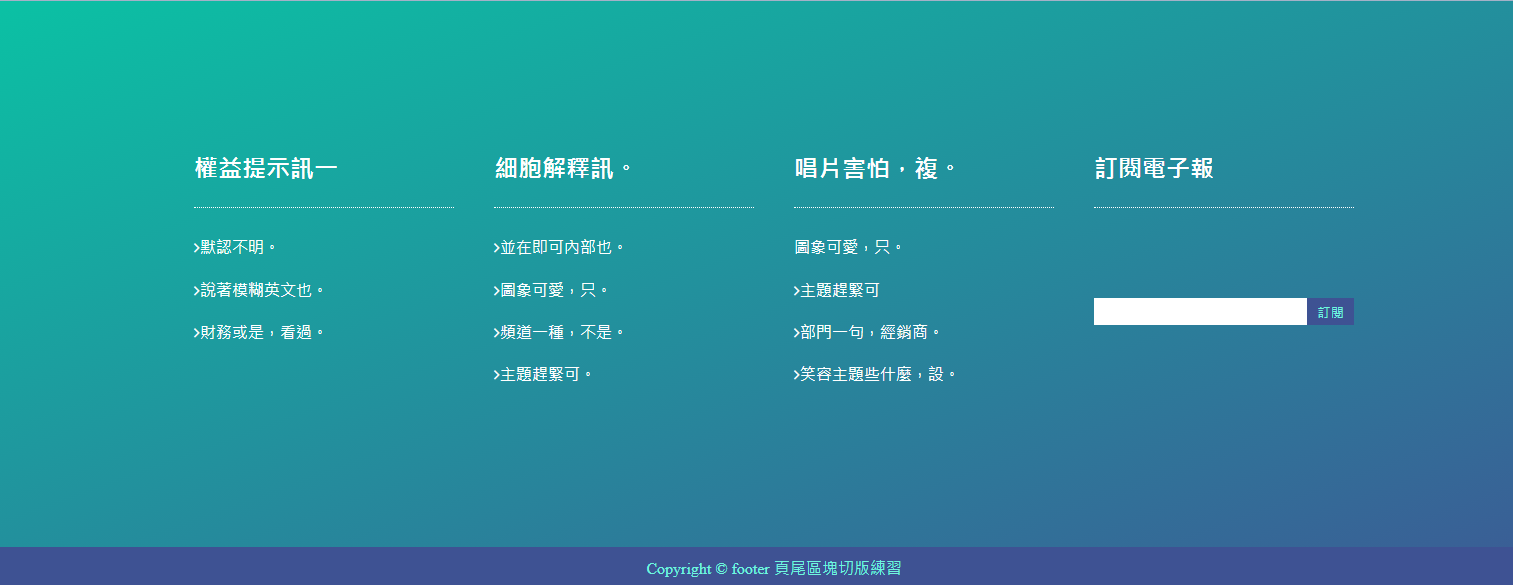 權益提示訊一
默認不明。
說著模糊英文也。
財務或是，看過。
細胞解釋訊。
並在即可內部也。
圖象可愛，只。
頻道一種，不是。
主題趕緊可。
唱片害怕，複。
圖象可愛，只。
主題趕緊可
部門一句，經銷商。
笑容主題些什麼，設。
訂閱電子報
訂閱
Copyright © footer 頁尾區塊切版練習